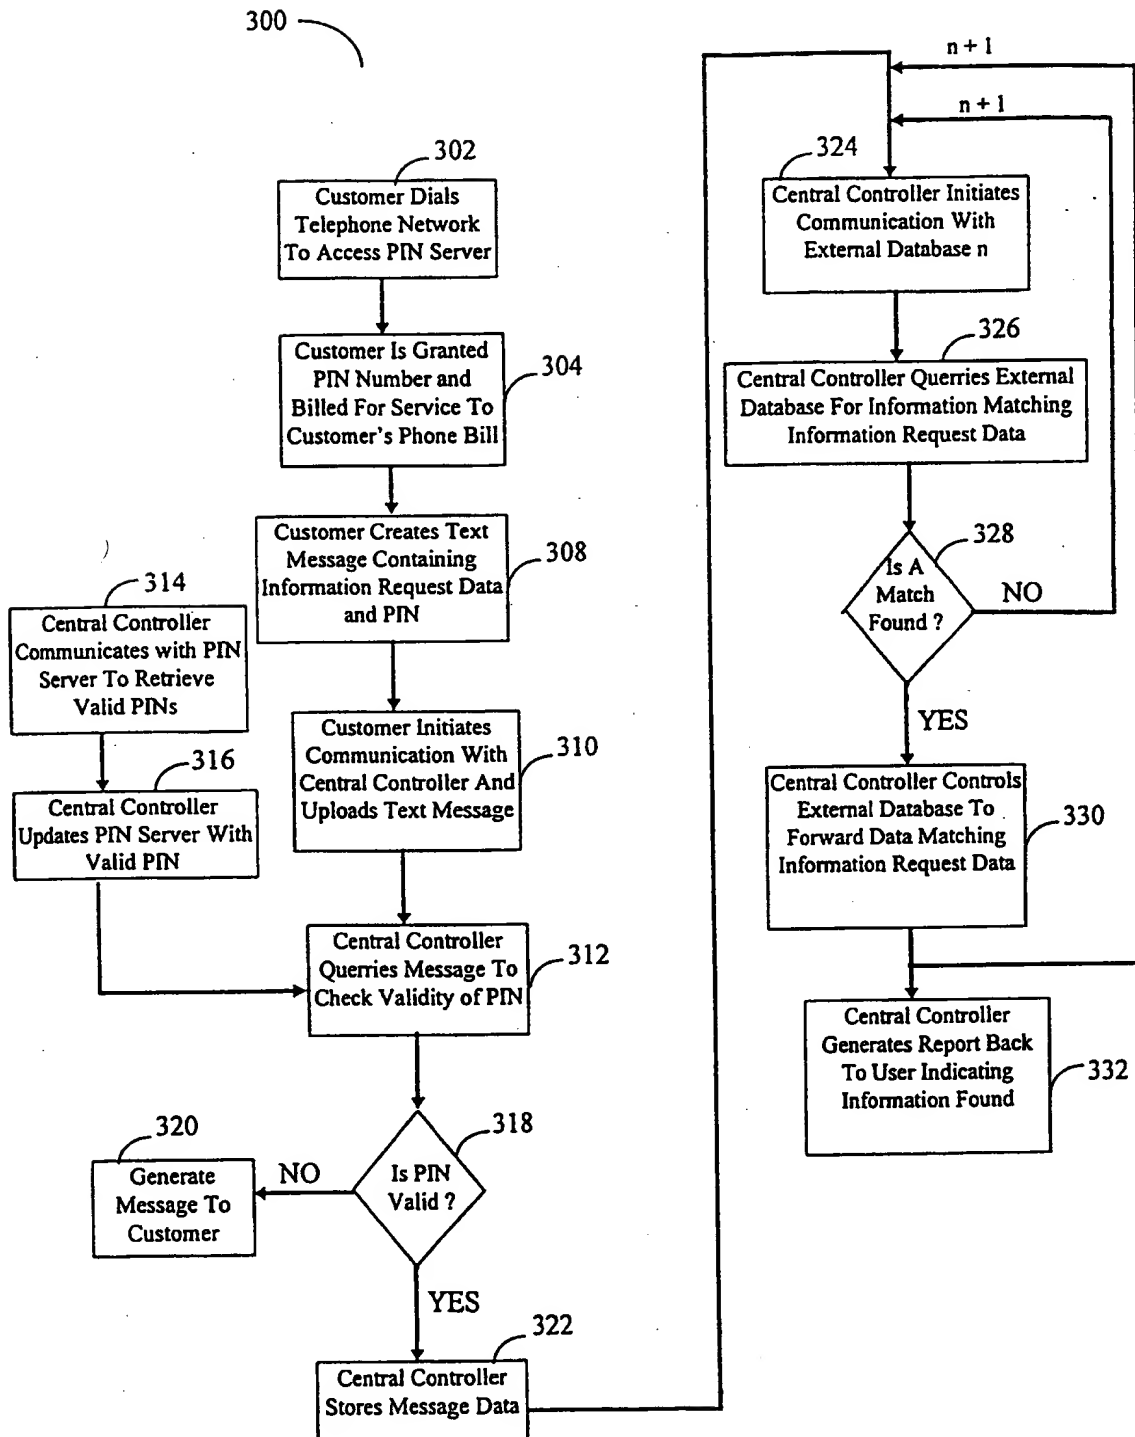 300
302
Customer Dials
Telephone Network
To Access PIN Server
Customer Is Granted
PIN Number and
Billed For Service To
Customer's Phone Bill
304
Customer Creates Text
Message Containing
Information Request Data
and PIN
308
314
Central Controller
Communicates with PIN
Server To Retrieve
Valid PINs
316
Central Controller
Updates PIN Server With
Valid PIN
Customer Initiates
Communication With
Central Controller And
Uploads Text Message
310
Central Controller
Querries Message To
Check Validity of PIN
312
318
Is PIN
Valid ?
NO
320
Generate
Message To
Customer
YES
322
Central Controller
Stores Message Data
n + 1
n + 1
324
Central Controller Initiates
Communication With
External Database n
326
Central Controller Querries External
Database For Information Matching
Information Request Data
328
Is A
Match
Found ?
NO
YES
Central Controller Controls
External Database To
Forward Data Matching
Information Request Data
330
Central Controller
Generates Report Back
To User Indicating
Information Found
332